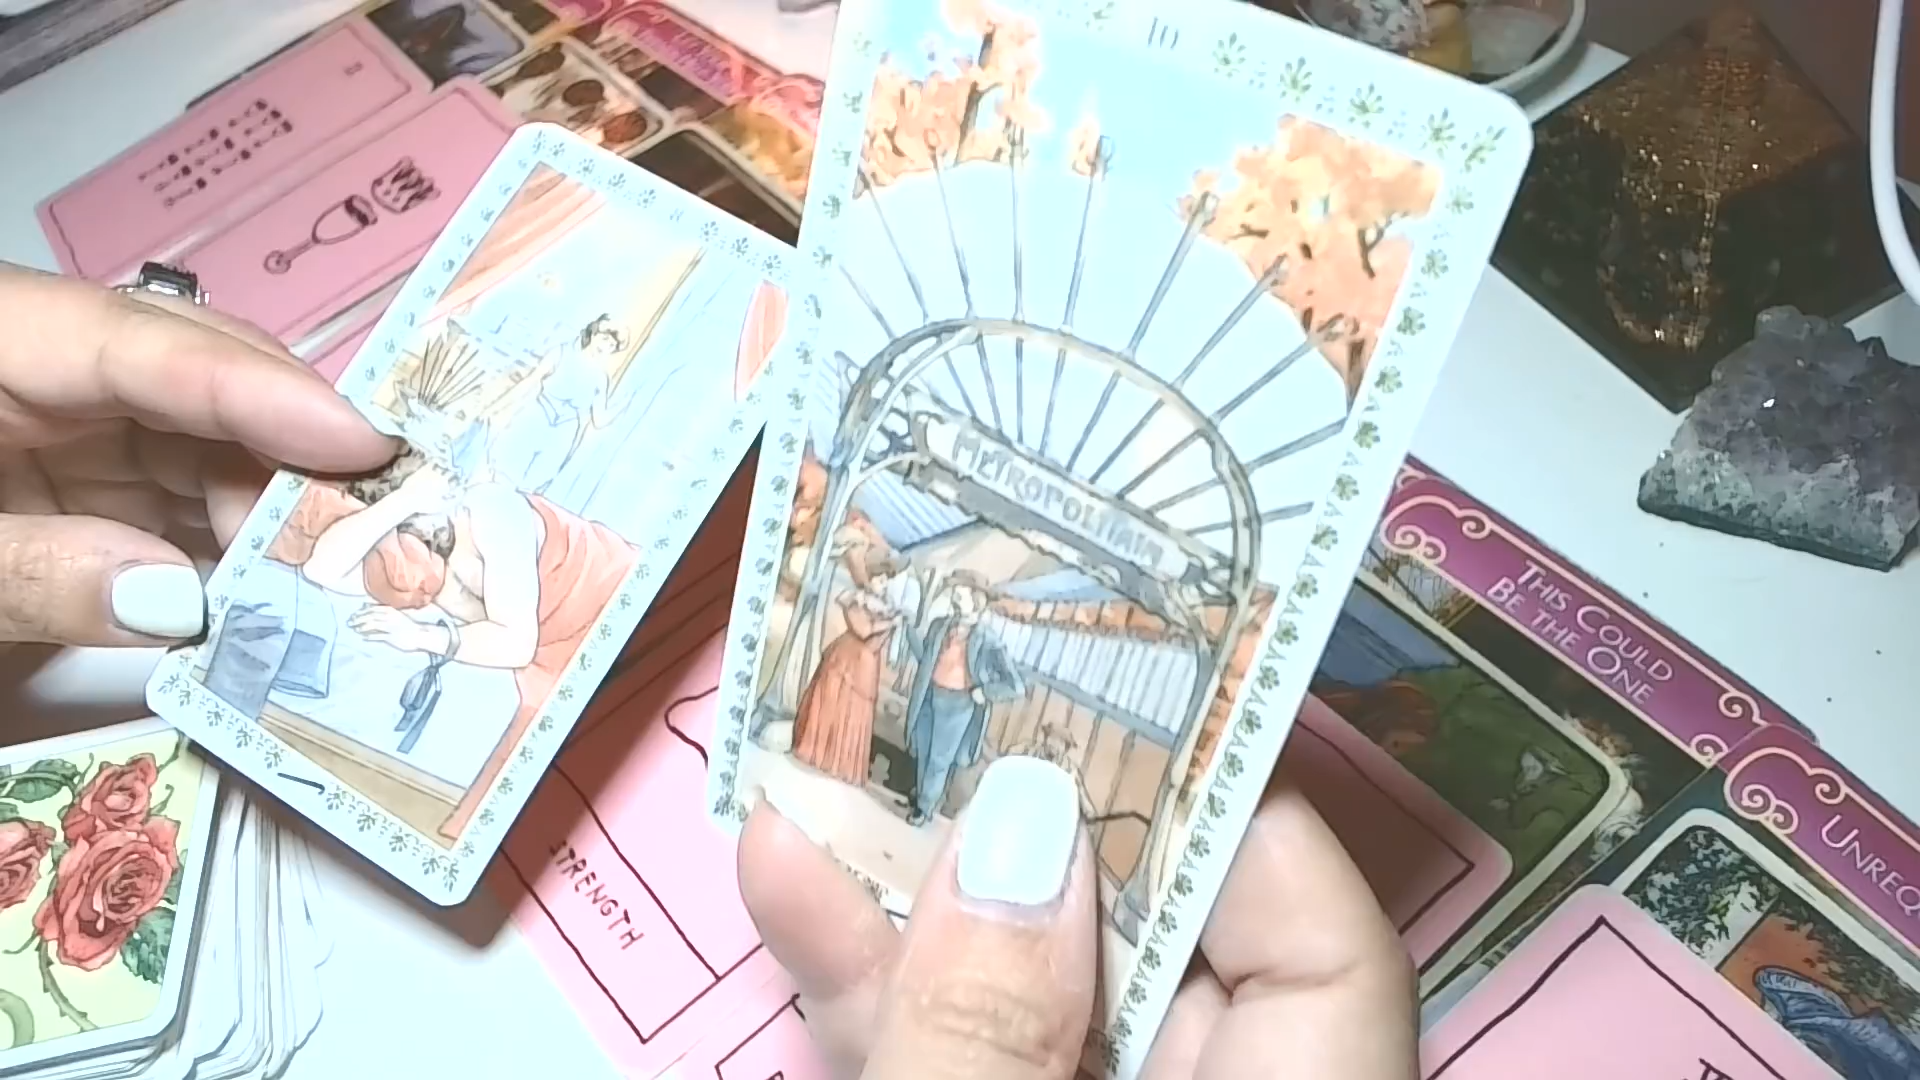 10
METROPOLITAIN
THIS COULD
BE THE ONE
UNREQ
STRENGTH